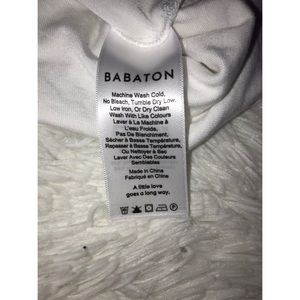 BABATON
Machine Wash Cold,
No Bleach, Tumble Dry Low,
Low Iron, Or Dry Clean
Wash With Like Colours
Laver à La Machine à
L'eau Froide,
Pas De Blanchiment,
Sécher à Basse Température,
Repasser à Basse Température,
Ou Nettoyer à Sec
Laver Avec Des Couleurs
Semblables
Made in China
Fabriqué en Chine
A little love
goes a long way.